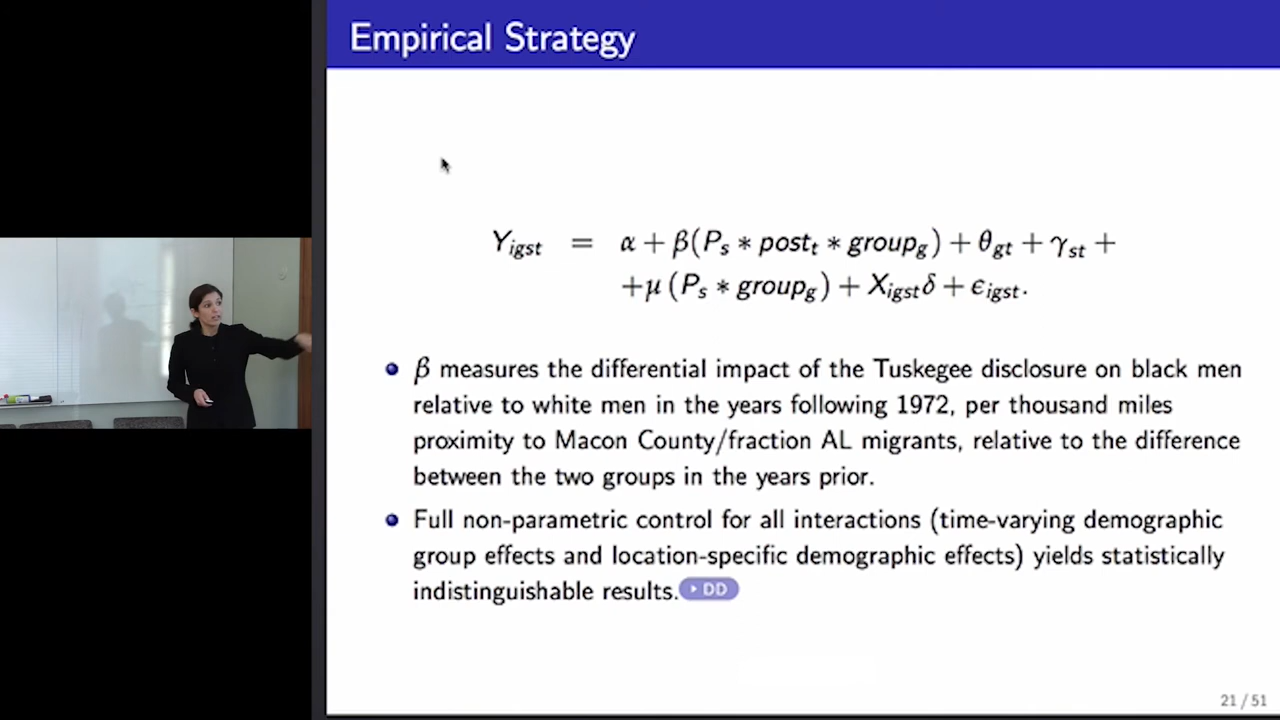 Empirical Strategy
Y_igst = α + β(P_s * post_t * group_g) + θ_gt + γ_st +
+μ (P_s * group_g) + X_igst δ + ϵ_igst.
β measures the differential impact of the Tuskegee disclosure on black men
relative to white men in the years following 1972, per thousand miles
proximity to Macon County/fraction AL migrants, relative to the difference
between the two groups in the years prior.
Full non-parametric control for all interactions (time-varying demographic
group effects and location-specific demographic effects) yields statistically
indistinguishable results. DD
21 / 51